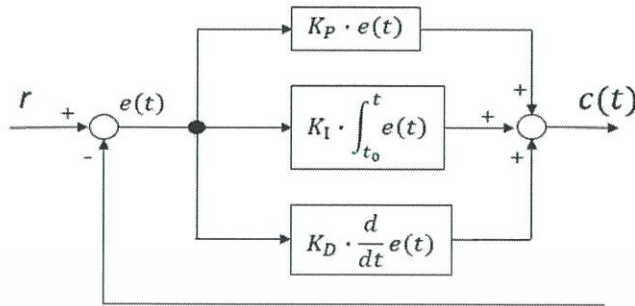 K_P · e(t)
r
+
e(t)
-
K_I · ∫_{t_0}^{t} e(t)
+
+
+
c(t)
K_D · d/dt e(t)